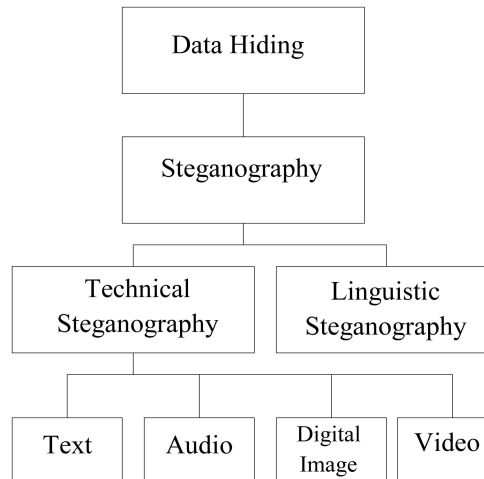 Data Hiding
Steganography
Technical
Steganography
Linguistic
Steganography
Text
Audio
Digital
Image
Video